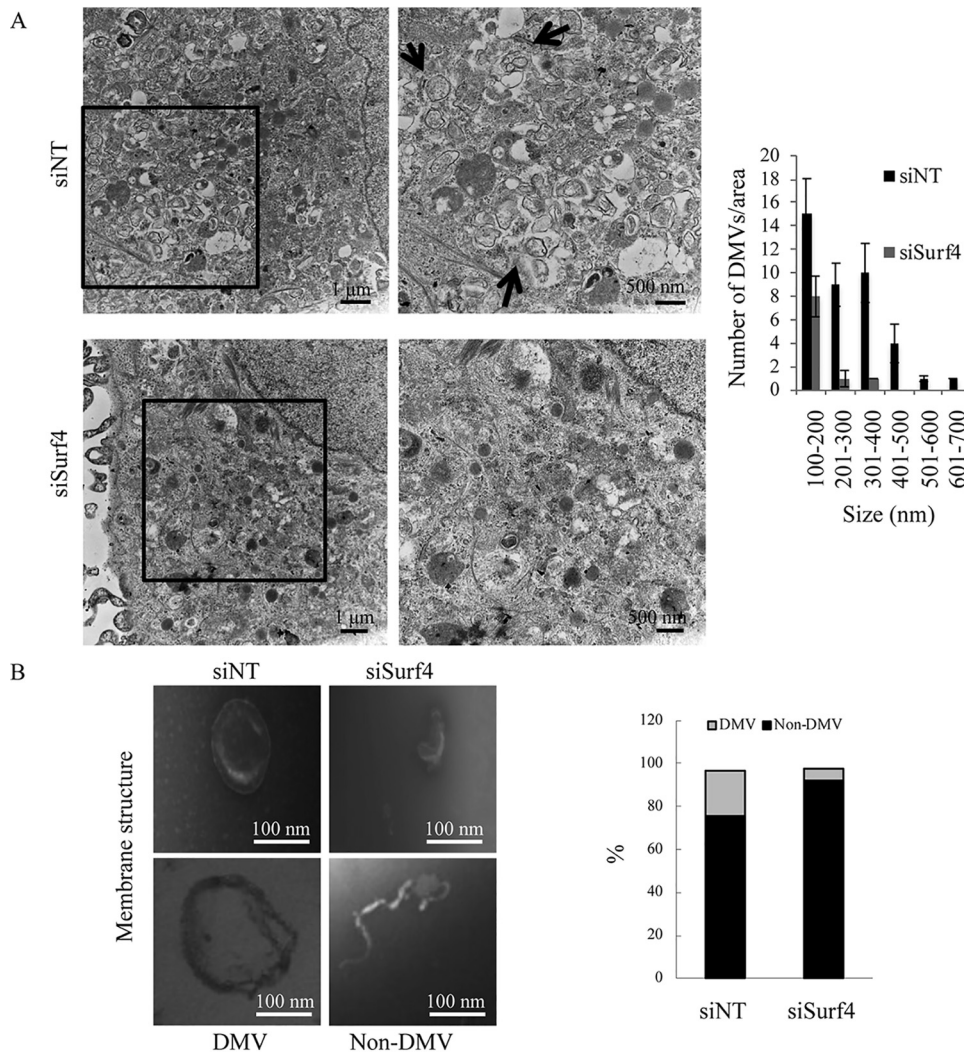 A
siNT
1 µm
500 nm
siSurf4
1 µm
500 nm
Number of DMVs/area
20
18
16
14
12
10
8
6
4
2
0
siNT
siSurf4
100-200
201-300
301-400
401-500
501-600
601-700
Size (nm)
B
siNT siSurf4
Membrane structure
100 nm 100 nm
100 nm 100 nm
DMV Non-DMV
%
120
100
80
60
40
20
0
DMV Non-DMV
siNT siSurf4